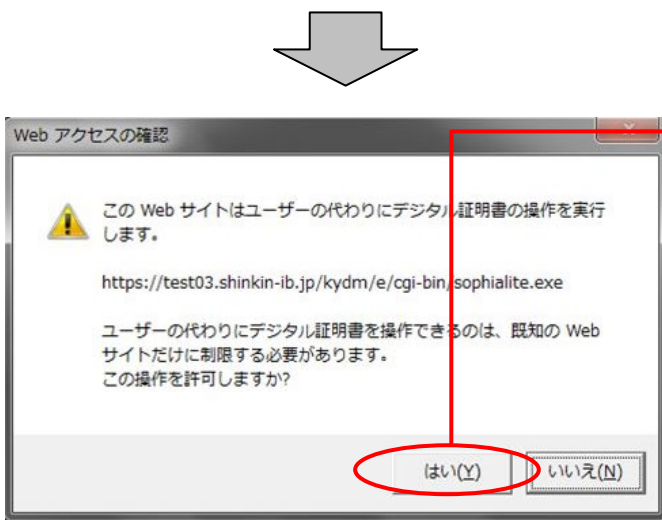 Web アクセスの確認
この Web サイトはユーザーの代わりにデジタル証明書の操作を実行
します。
https://test03.shinkin-ib.jp/kydm/e/cgi-bin/sophialite.exe
ユーザーの代わりにデジタル証明書を操作できるのは、既知の Web
サイトだけに制限する必要があります。
この操作を許可しますか?
はい(Y) いいえ(N)